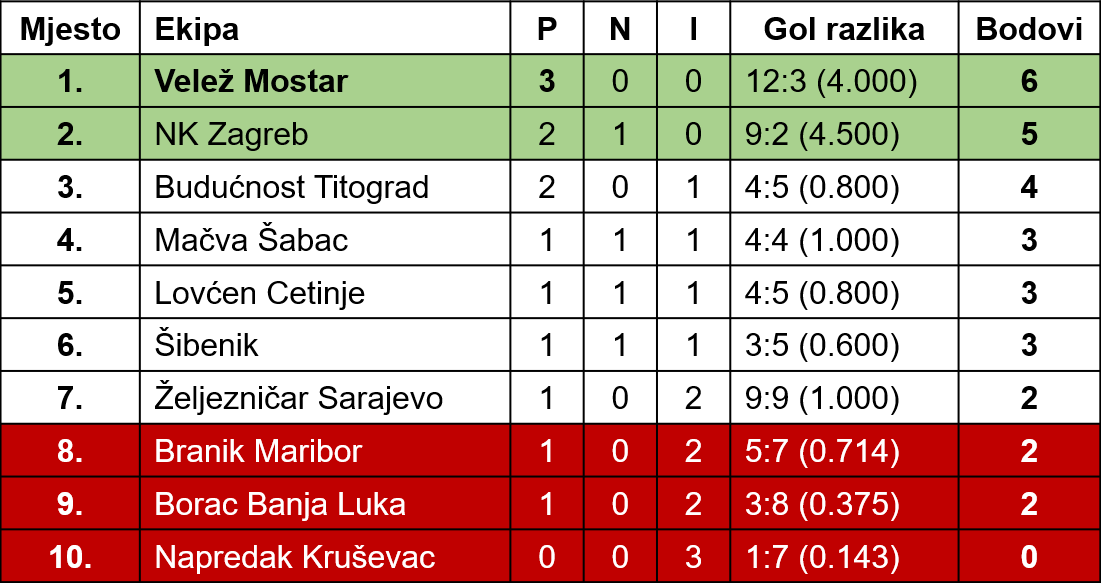 Mjesto Ekipa P N I Gol razlika Bodovi
1. Velež Mostar 3 0 0 12:3 (4.000) 6
2. NK Zagreb 2 1 0 9:2 (4.500) 5
3. Budućnost Titograd 2 0 1 4:5 (0.800) 4
4. Mačva Šabac 1 1 1 4:4 (1.000) 3
5. Lovćen Cetinje 1 1 1 4:5 (0.800) 3
6. Šibenik 1 1 1 3:5 (0.600) 3
7. Željezničar Sarajevo 1 0 2 9:9 (1.000) 2
8. Branik Maribor 1 0 2 5:7 (0.714) 2
9. Borac Banja Luka 1 0 2 3:8 (0.375) 2
10. Napredak Kruševac 0 0 3 1:7 (0.143) 0